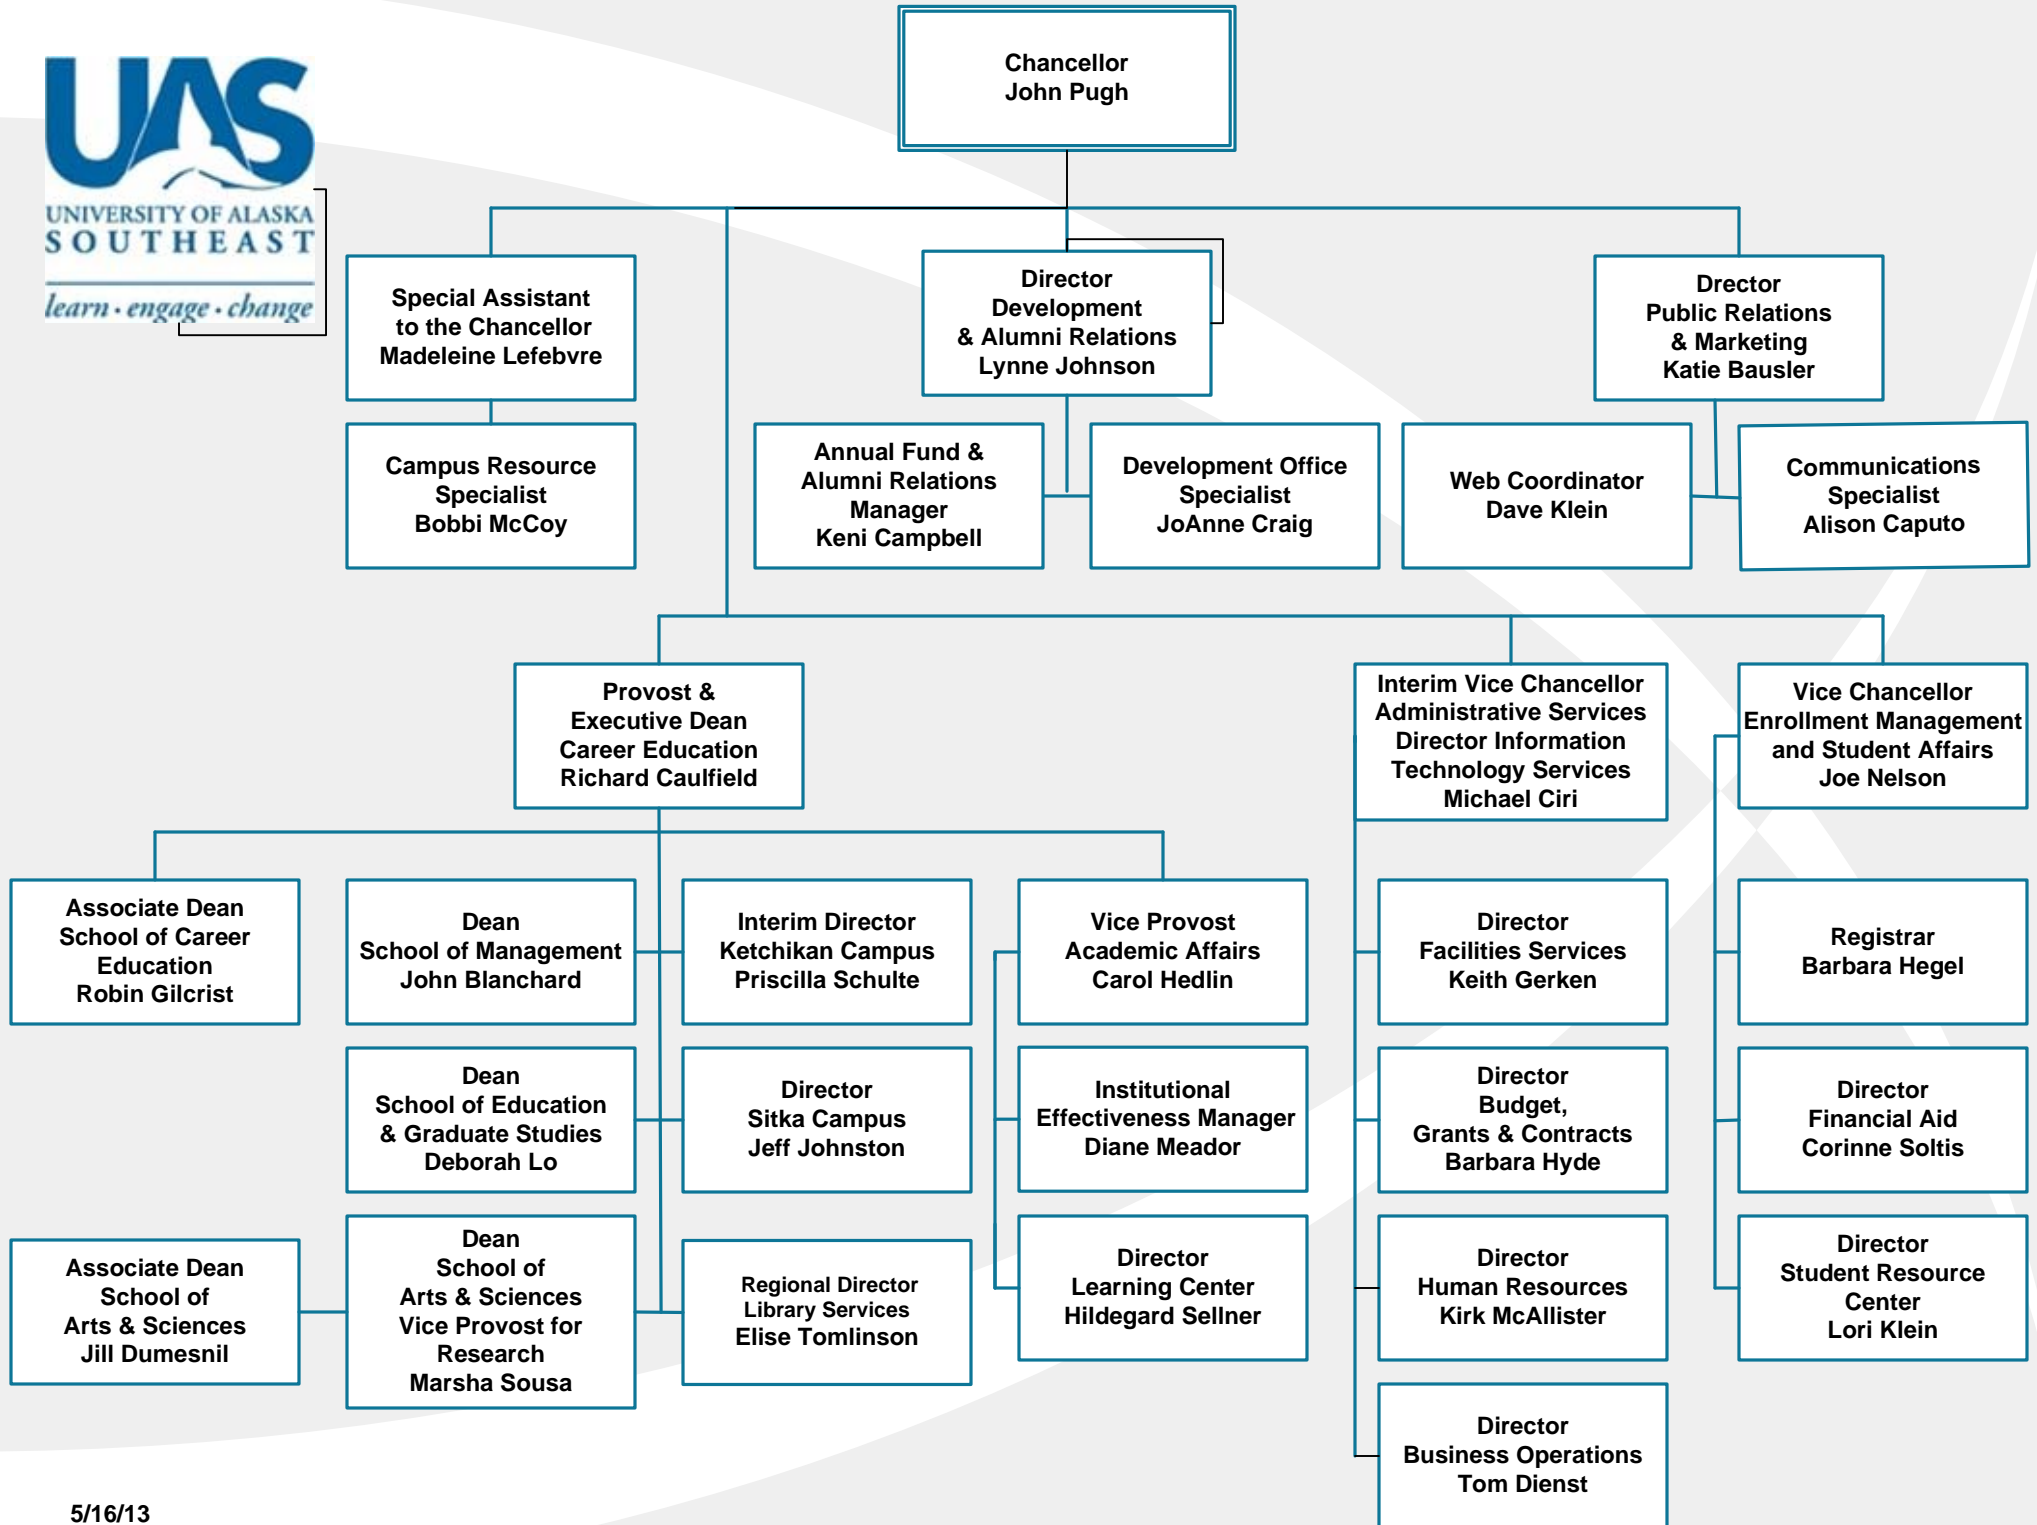 UAS
UNIVERSITY OF ALASKA
SOUTHEAST
learn · engage · change
Chancellor
John Pugh
Special Assistant
to the Chancellor
Madeleine Lefebvre
Director
Development
& Alumni Relations
Lynne Johnson
Drector
Public Relations
& Marketing
Katie Bausler
Campus Resource
Specialist
Bobbi McCoy
Annual Fund &
Alumni Relations
Manager
Keni Campbell
Development Office
Specialist
JoAnne Craig
Web Coordinator
Dave Klein
Communications
Specialist
Alison Caputo
Provost &
Executive Dean
Career Education
Richard Caulfield
Interim Vice Chancellor
Administrative Services
Director Information
Technology Services
Michael Ciri
Vice Chancellor
Enrollment Management
and Student Affairs
Joe Nelson
Associate Dean
School of Career
Education
Robin Gilcrist
Dean
School of Management
John Blanchard
Interim Director
Ketchikan Campus
Priscilla Schulte
Vice Provost
Academic Affairs
Carol Hedlin
Director
Facilities Services
Keith Gerken
Registrar
Barbara Hegel
Dean
School of Education
& Graduate Studies
Deborah Lo
Director
Sitka Campus
Jeff Johnston
Institutional
Effectiveness Manager
Diane Meador
Director
Budget,
Grants & Contracts
Barbara Hyde
Director
Financial Aid
Corinne Soltis
Associate Dean
School of
Arts & Sciences
Jill Dumesnil
Dean
School of
Arts & Sciences
Vice Provost for
Research
Marsha Sousa
Regional Director
Library Services
Elise Tomlinson
Director
Learning Center
Hildegard Sellner
Director
Human Resources
Kirk McAllister
Director
Student Resource
Center
Lori Klein
Director
Business Operations
Tom Dienst
5/16/13